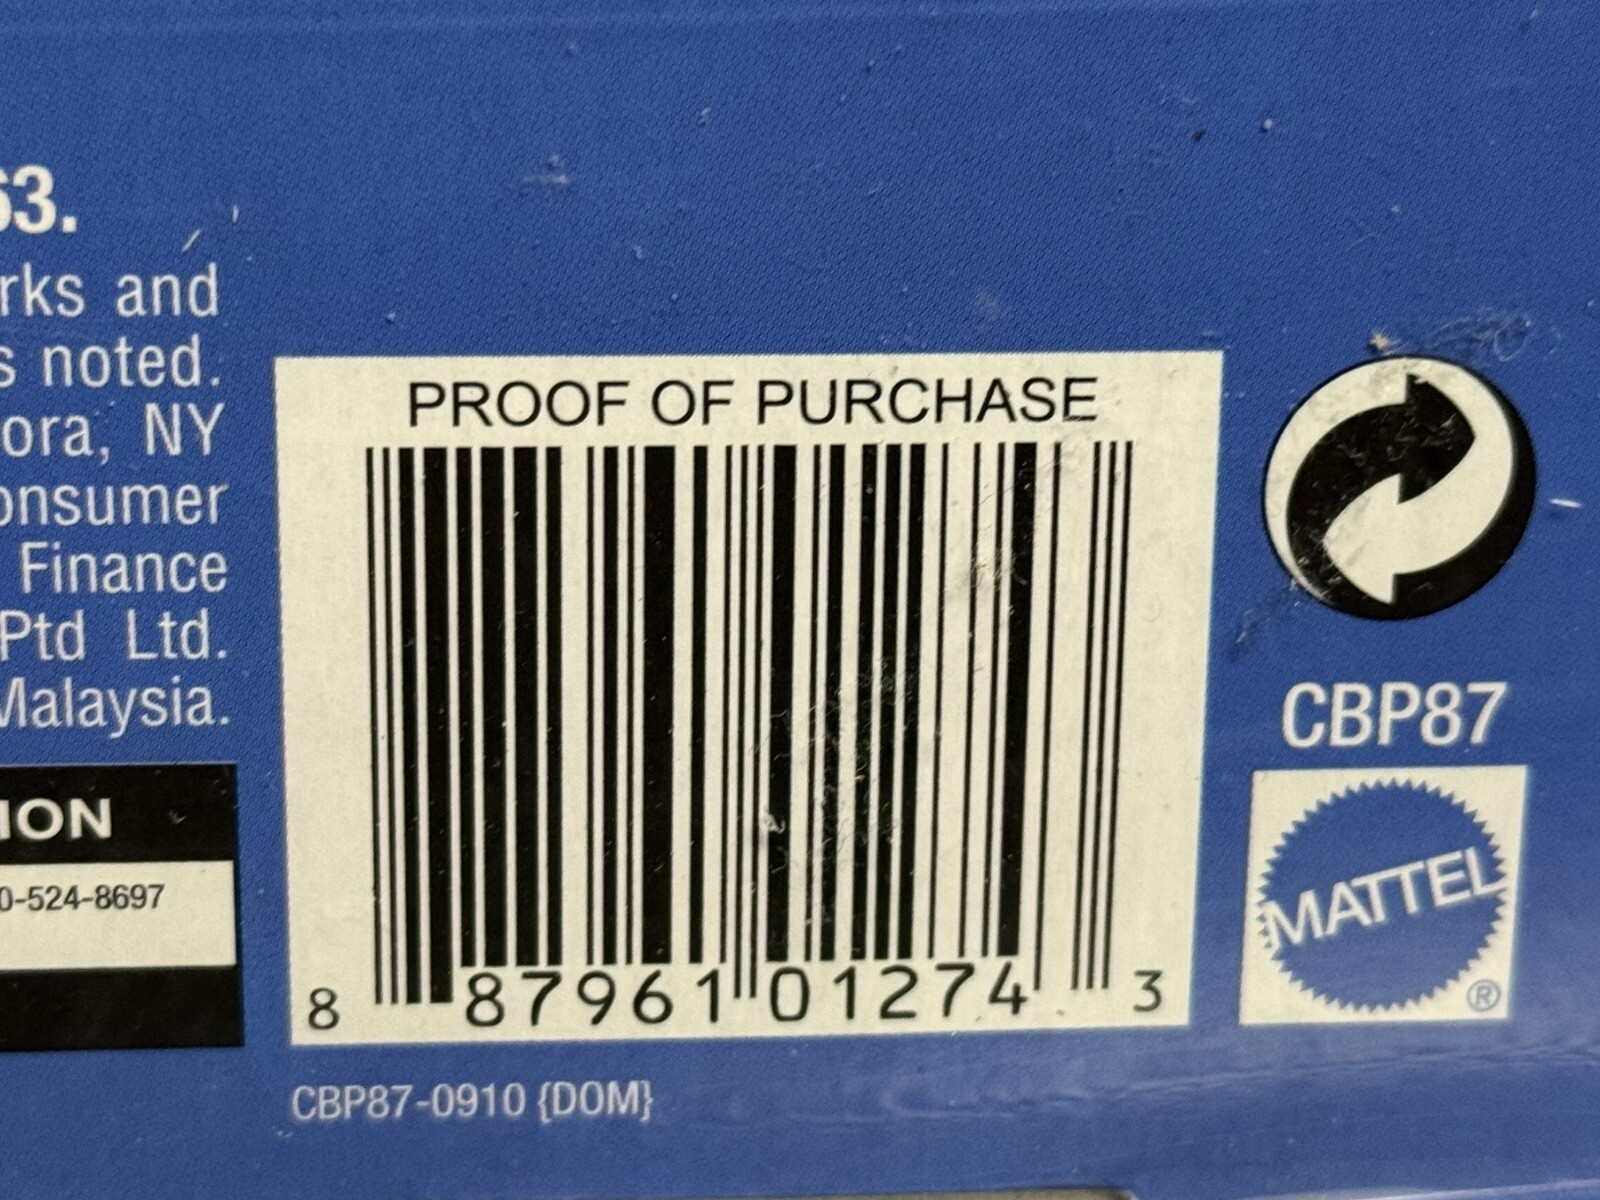 63.
rks and
s noted.
ora, NY
onsumer
Finance
Ptd Ltd.
Malaysia.
ION
0-524-8697
PROOF OF PURCHASE
8 87961 01274 3
CBP87-0910 {DOM}
CBP87
MATTEL
®